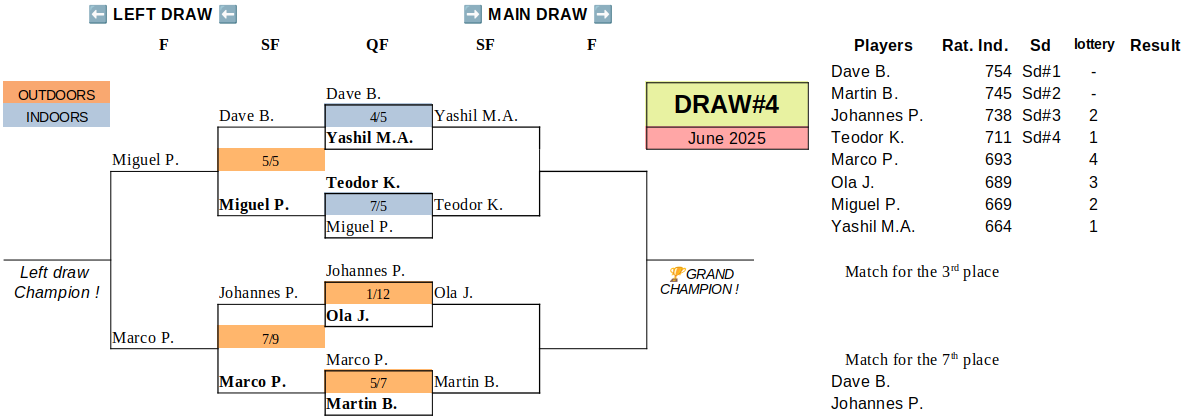 ⬅ LEFT DRAW ⬅ ➡ MAIN DRAW ➡
F SF QF SF F
Players Rat. Ind. Sd lottery Result
OUTDOORS
INDOORS
DRAW#4
June 2025
Dave B. 754 Sd#1 -
Martin B. 745 Sd#2 -
Johannes P. 738 Sd#3 2
Teodor K. 711 Sd#4 1
Marco P. 693 4
Ola J. 689 3
Miguel P. 669 2
Yashil M.A. 664 1
Dave B.
Dave B. 4/5 Yashil M.A.
Yashil M.A.
Miguel P. 5/5
Teodor K.
Miguel P. 7/5 Teodor K.
Miguel P.
Left draw
Champion !
Johannes P.
Johannes P. 1/12 Ola J.
Ola J.
Marco P. 7/9
Marco P.
Marco P. 5/7 Martin B.
Martin B.
🏆GRAND
CHAMPION !
Match for the 3rd place
Match for the 7th place
Dave B.
Johannes P.